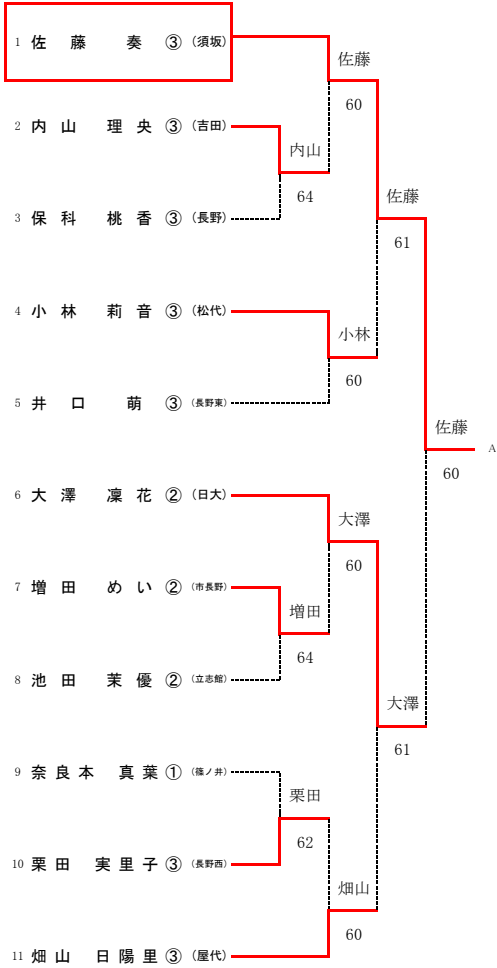 1 佐 藤 奏 ③ (須坂)
佐藤
60
2 内 山 理 央 ③ (吉田)
内山
64
3 保 科 桃 香 ③ (長野)
佐藤
61
4 小 林 莉 音 ③ (松代)
小林
60
5 井 口 萌 ③ (長野東)
佐藤
A
60
6 大 澤 凜 花 ② (日大)
大澤
60
7 増 田 め い ② (市長野)
増田
64
8 池 田 茉 優 ② (立志館)
大澤
61
9 奈 良 本 真 葉 ① (篠ノ井)
栗田
62
10 栗 田 実 里 子 ③ (長野西)
畑山
60
11 畑 山 日 陽 里 ③ (屋代)